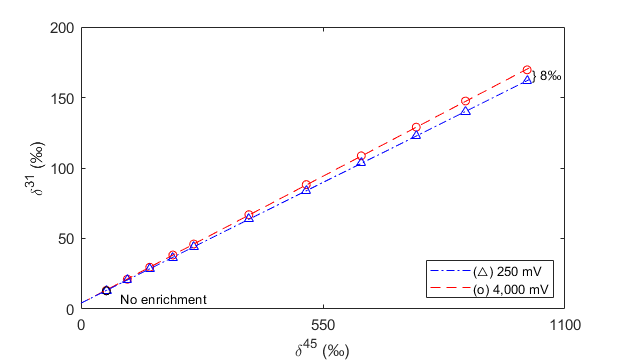 200
150
100
50
0
0
550
1100
δ³¹ (‰)
δ⁴⁵ (‰)
} 8‰
No enrichment
(△) 250 mV
(o) 4,000 mV